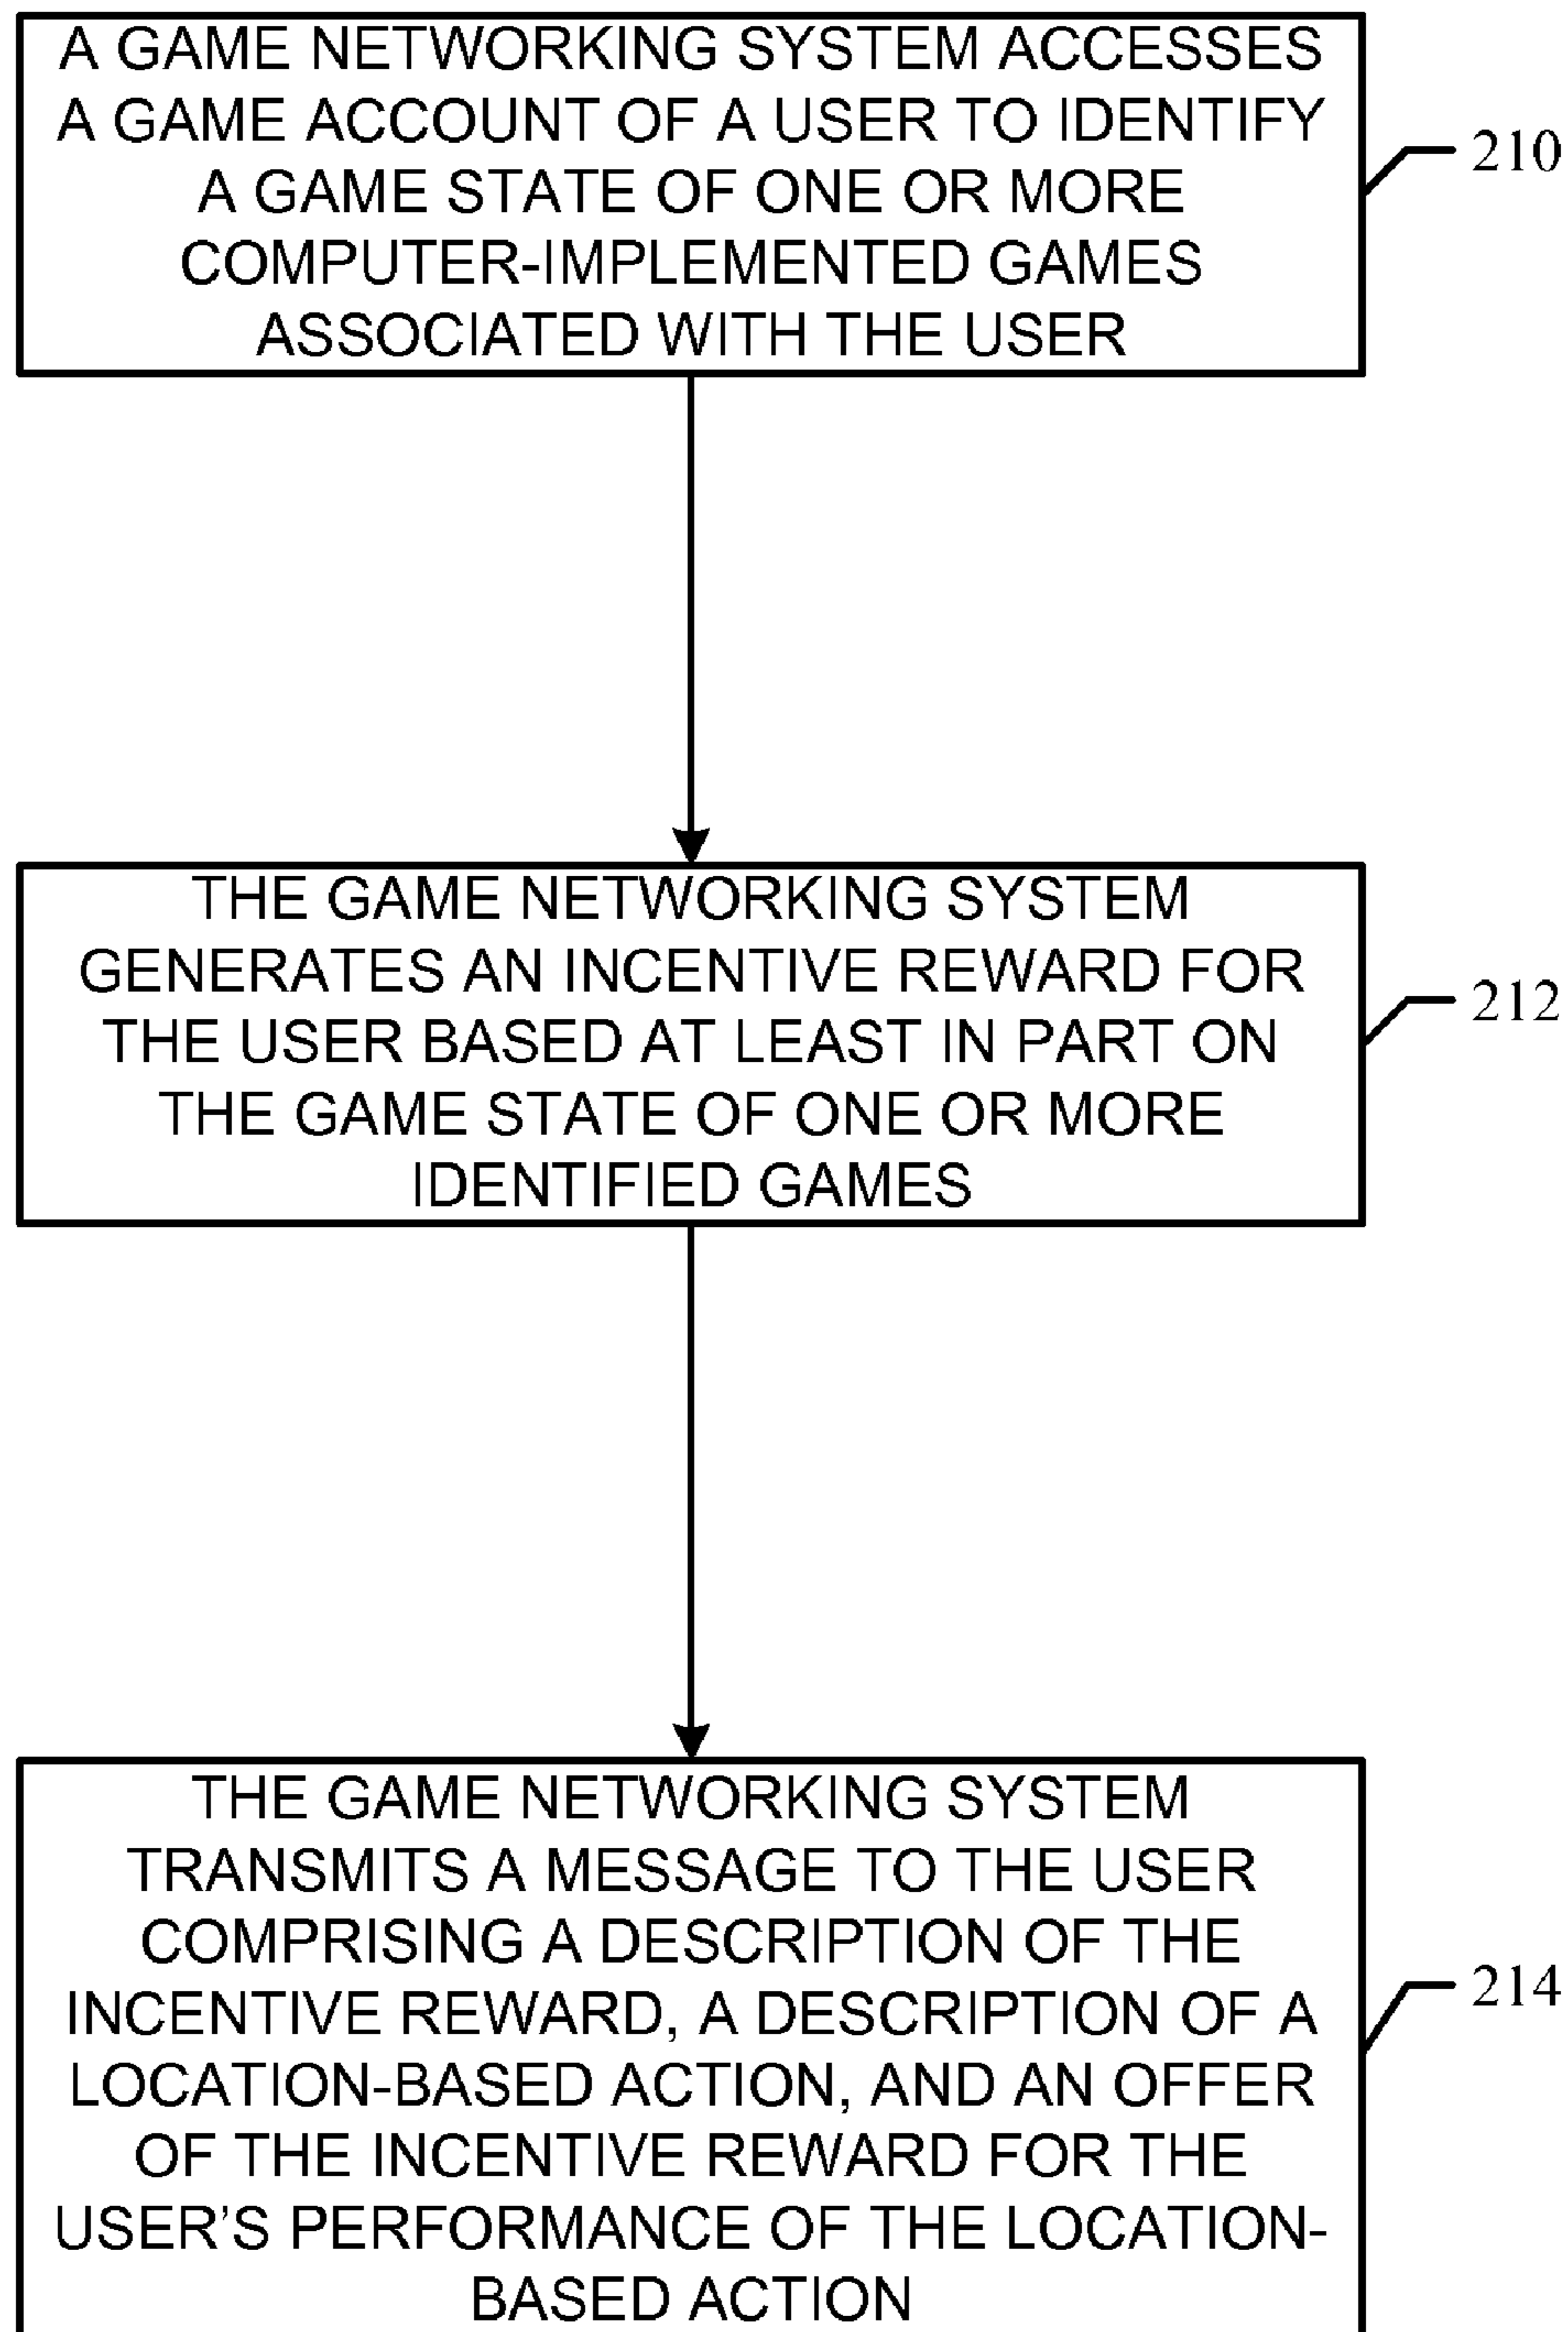 A GAME NETWORKING SYSTEM ACCESSES
A GAME ACCOUNT OF A USER TO IDENTIFY
A GAME STATE OF ONE OR MORE
COMPUTER-IMPLEMENTED GAMES
ASSOCIATED WITH THE USER
210
THE GAME NETWORKING SYSTEM
GENERATES AN INCENTIVE REWARD FOR
THE USER BASED AT LEAST IN PART ON
THE GAME STATE OF ONE OR MORE
IDENTIFIED GAMES
212
THE GAME NETWORKING SYSTEM
TRANSMITS A MESSAGE TO THE USER
COMPRISING A DESCRIPTION OF THE
INCENTIVE REWARD, A DESCRIPTION OF A
LOCATION-BASED ACTION, AND AN OFFER
OF THE INCENTIVE REWARD FOR THE
USER’S PERFORMANCE OF THE LOCATION-
BASED ACTION
214